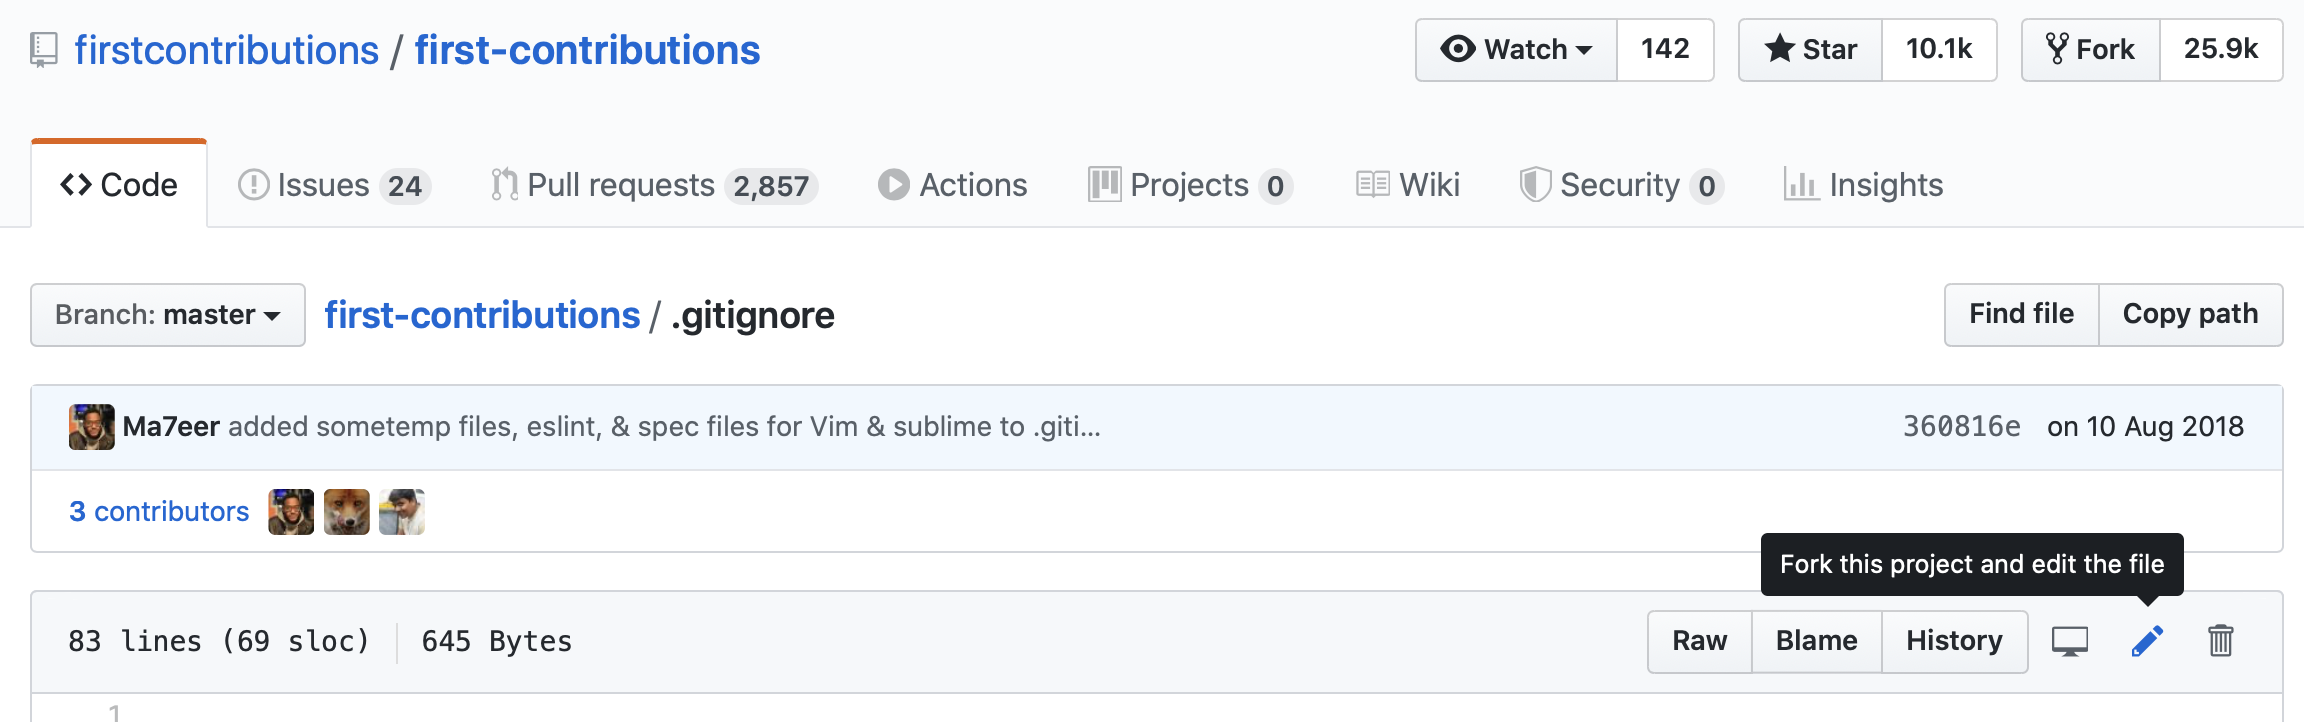 firstcontributions / first-contributions Watch 142 Star 10.1k Fork 25.9k
Code Issues 24 Pull requests 2,857 Actions Projects 0 Wiki Security 0 Insights
Branch: master first-contributions / .gitignore Find file Copy path
Ma7eer added sometemp files, eslint, & spec files for Vim & sublime to .giti... 360816e on 10 Aug 2018
3 contributors
Fork this project and edit the file
83 lines (69 sloc) 645 Bytes Raw Blame History
1